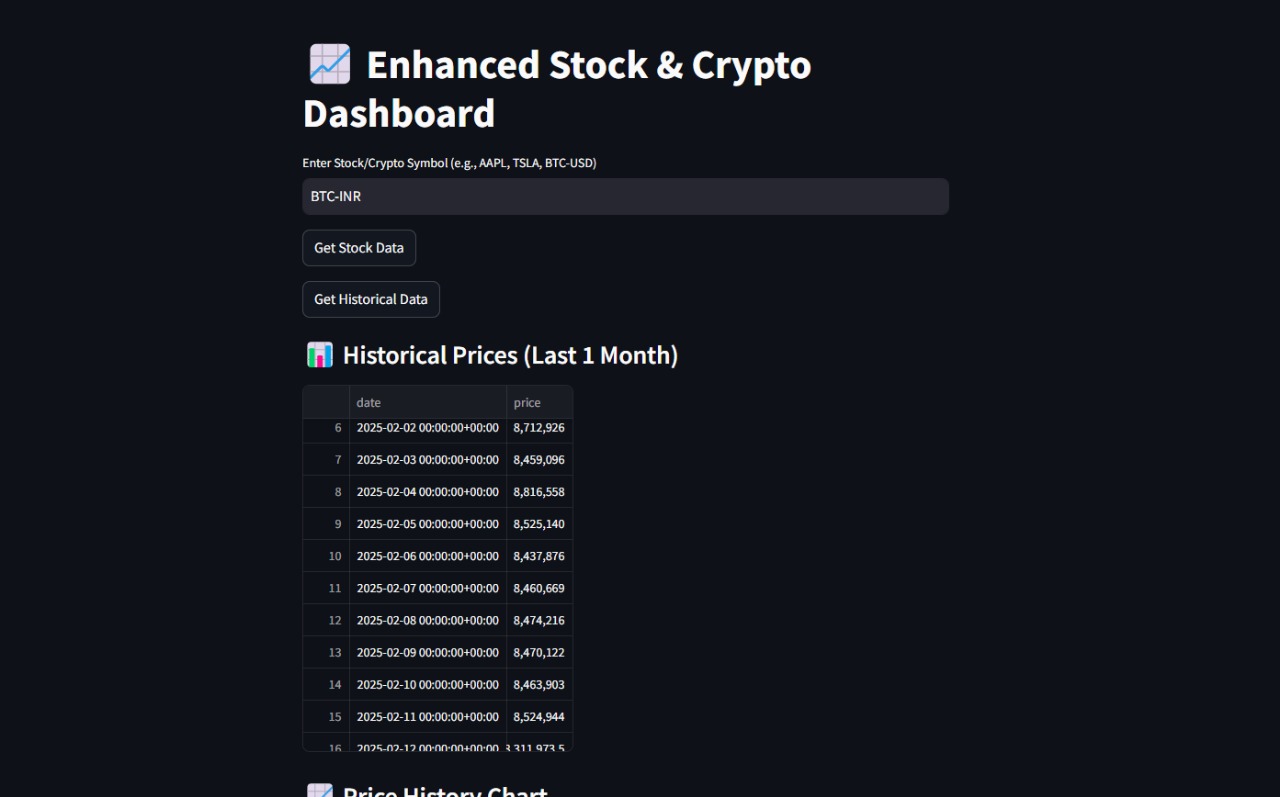 Enhanced Stock & Crypto
Dashboard
Enter Stock/Crypto Symbol (e.g., AAPL, TSLA, BTC-USD)
BTC-INR
Get Stock Data
Get Historical Data
Historical Prices (Last 1 Month)
date price
6 2025-02-02 00:00:00+00:00 8,712,926
7 2025-02-03 00:00:00+00:00 8,459,096
8 2025-02-04 00:00:00+00:00 8,816,558
9 2025-02-05 00:00:00+00:00 8,525,140
10 2025-02-06 00:00:00+00:00 8,437,876
11 2025-02-07 00:00:00+00:00 8,460,669
12 2025-02-08 00:00:00+00:00 8,474,216
13 2025-02-09 00:00:00+00:00 8,470,122
14 2025-02-10 00:00:00+00:00 8,463,903
15 2025-02-11 00:00:00+00:00 8,524,944
16 2025-02-12 00:00:00+00:00
Price History Chart